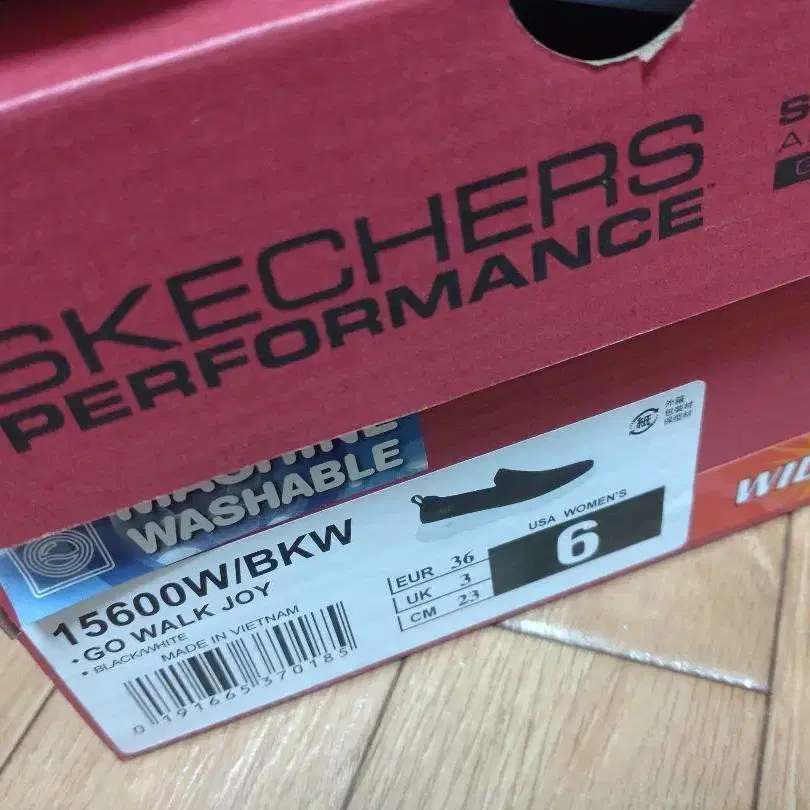 SKECHERS
PERFORMANCE
MACHINE
WASHABLE
15600W/BKW
• GO WALK JOY
• BLACK/WHITE
MADE IN VIETNAM
0 191665 370185
EUR 36
UK 3
CM 23
USA WOMEN'S
6
紙